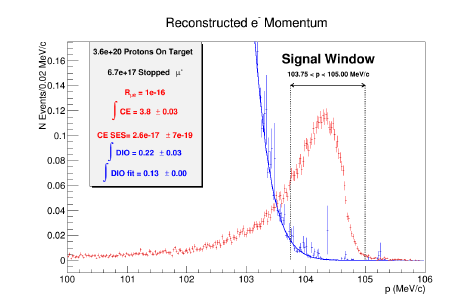 Reconstructed e- Momentum
N Events/0.02 MeV/c
0.16
0.14
0.12
0.1
0.08
0.06
0.04
0.02
0
3.6e+20 Protons On Target
6.7e+17 Stopped μ-
= 1e-16
∫ CE = 3.8 ± 0.03
CE SES= 2.6e-17 ± 7e-19
∫ DIO = 0.22 ± 0.03
∫ DIO fit = 0.13 ± 0.00
Signal Window
103.75 < p < 105.00 MeV/c
100 101 102 103 104 105 106
p (MeV/c)